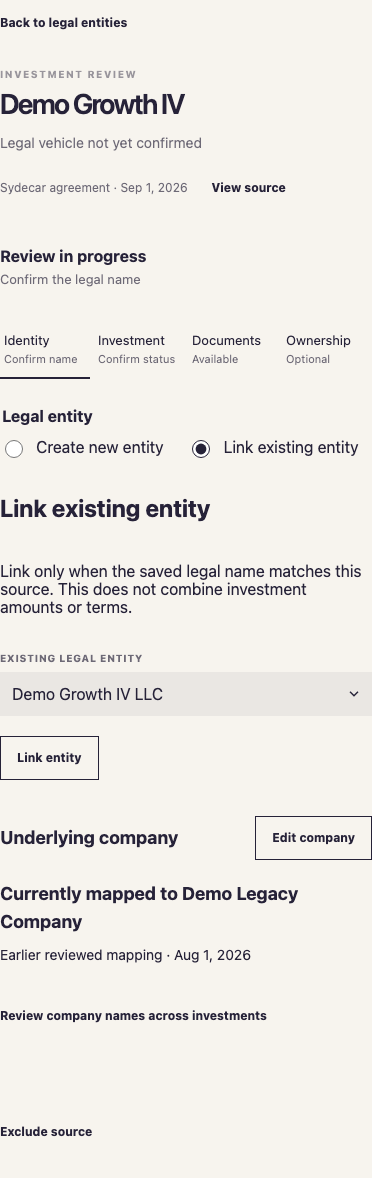 Back to legal entities
INVESTMENT REVIEW
Demo Growth IV
Legal vehicle not yet confirmed
Sydecar agreement · Sep 1, 2026 View source
Review in progress
Confirm the legal name
Identity Investment Documents Ownership
Confirm name Confirm status Available Optional
Legal entity
Create new entity Link existing entity
Link existing entity
Link only when the saved legal name matches this
source. This does not combine investment
amounts or terms.
EXISTING LEGAL ENTITY
Demo Growth IV LLC
Link entity
Underlying company Edit company
Currently mapped to Demo Legacy
Company
Earlier reviewed mapping · Aug 1, 2026
Review company names across investments
Exclude source